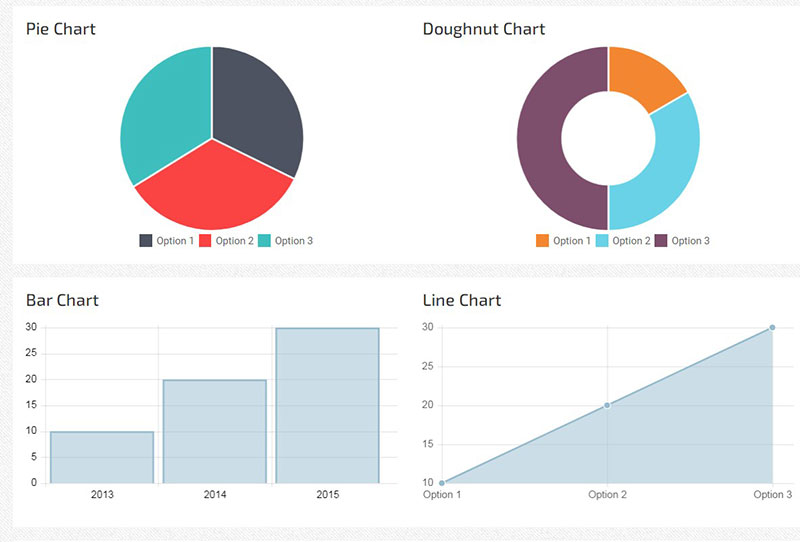 Pie Chart
Option 1 Option 2 Option 3
Doughnut Chart
Option 1 Option 2 Option 3
Bar Chart
30
25
20
15
10
5
0
2013 2014 2015
Line Chart
30
25
20
15
10
Option 1 Option 2 Option 3